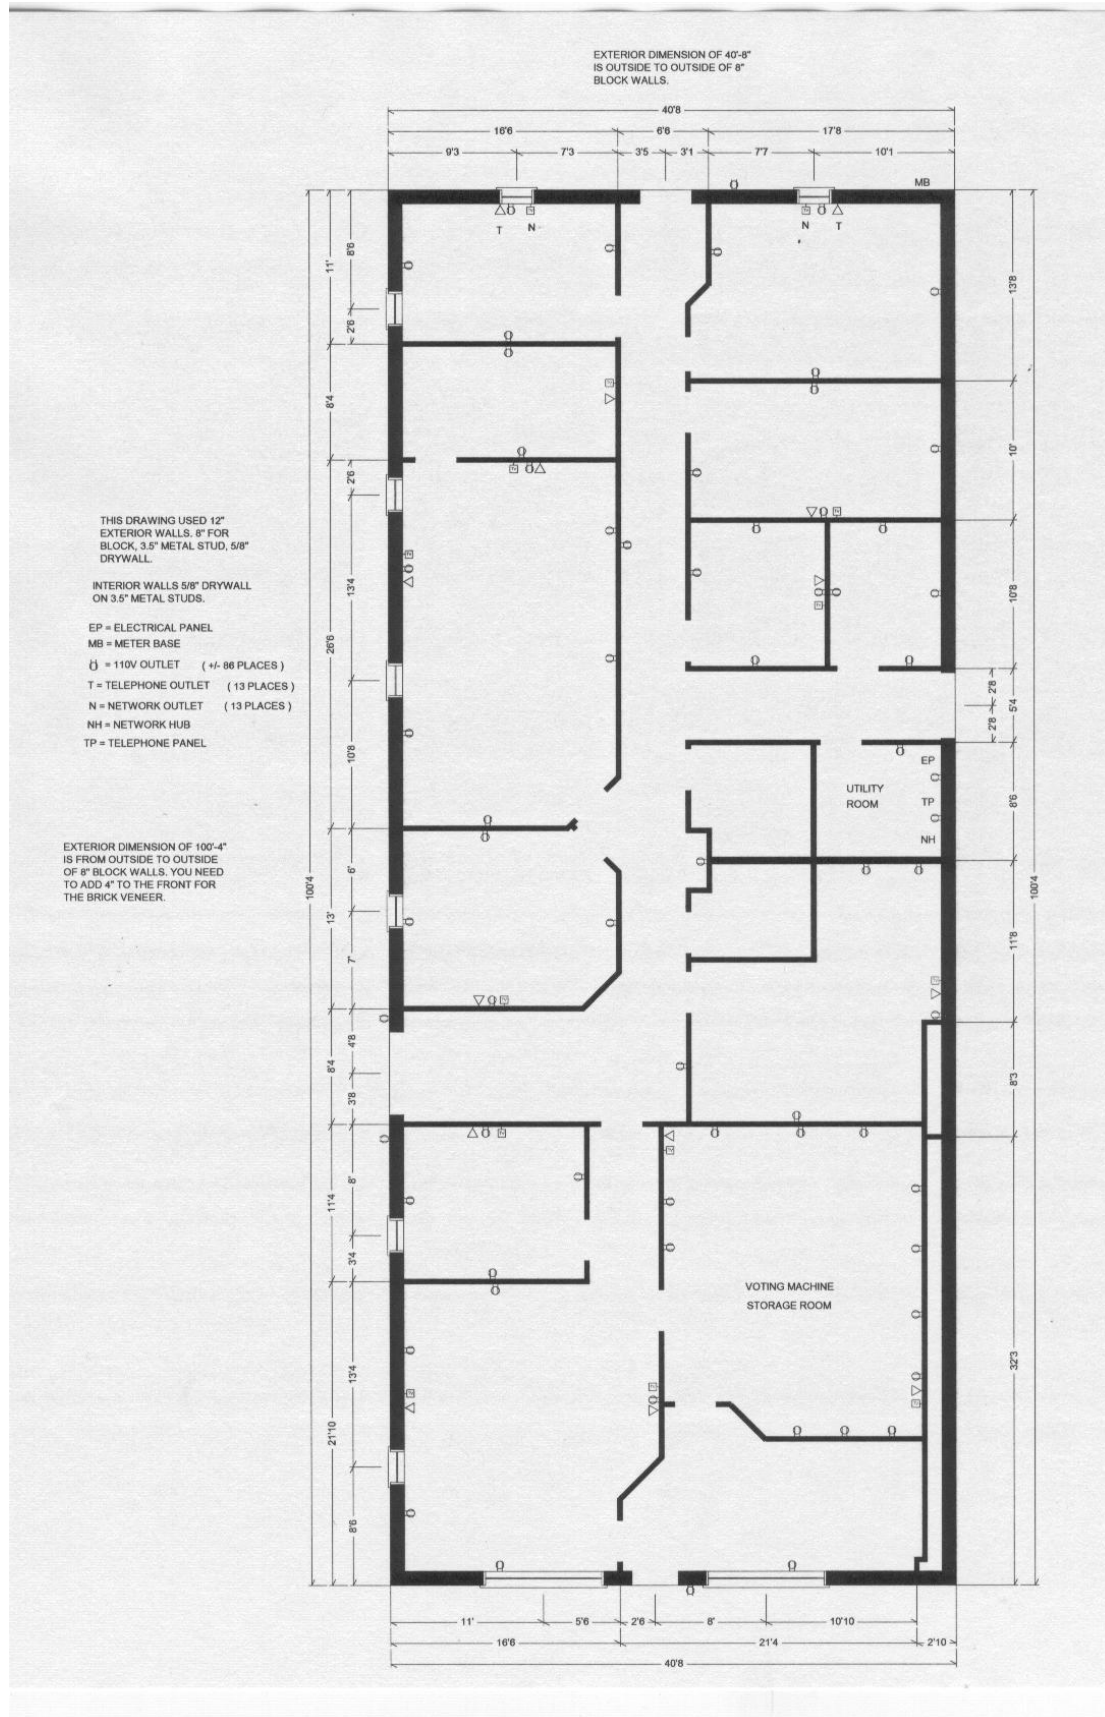 EXTERIOR DIMENSION OF 40'-8"
IS OUTSIDE TO OUTSIDE OF 8"
BLOCK WALLS.
40'8
16'6 6'6 17'8
9'3 7'3 3'5 3'1 7'7 10'1
MB
T N
N T
8'6
11'
2'6
13'8
8'4
10'
2'6
THIS DRAWING USED 12"
EXTERIOR WALLS. 8" FOR
BLOCK, 3.5" METAL STUD, 5/8"
DRYWALL.
INTERIOR WALLS 5/8" DRYWALL
ON 3.5" METAL STUDS.
EP = ELECTRICAL PANEL
MB = METER BASE
= 110V OUTLET ( +/- 86 PLACES )
T = TELEPHONE OUTLET ( 13 PLACES )
N = NETWORK OUTLET ( 13 PLACES )
NH = NETWORK HUB
TP = TELEPHONE PANEL
13'4
26'6
10'8
10'8
2'8
5'4
2'8
EP
UTILITY
ROOM
TP
NH
8'6
EXTERIOR DIMENSION OF 100'-4"
IS FROM OUTSIDE TO OUTSIDE
OF 8" BLOCK WALLS. YOU NEED
TO ADD 4" TO THE FRONT FOR
THE BRICK VENEER.
100'4
6'
13'
7'
100'4
11'8
4'8
8'4
3'8
8'3
8'
11'4
3'4
VOTING MACHINE
STORAGE ROOM
13'4
21'10
8'6
32'3
11' 5'6 2'6 8' 10'10
16'6 21'4 2'10
40'8